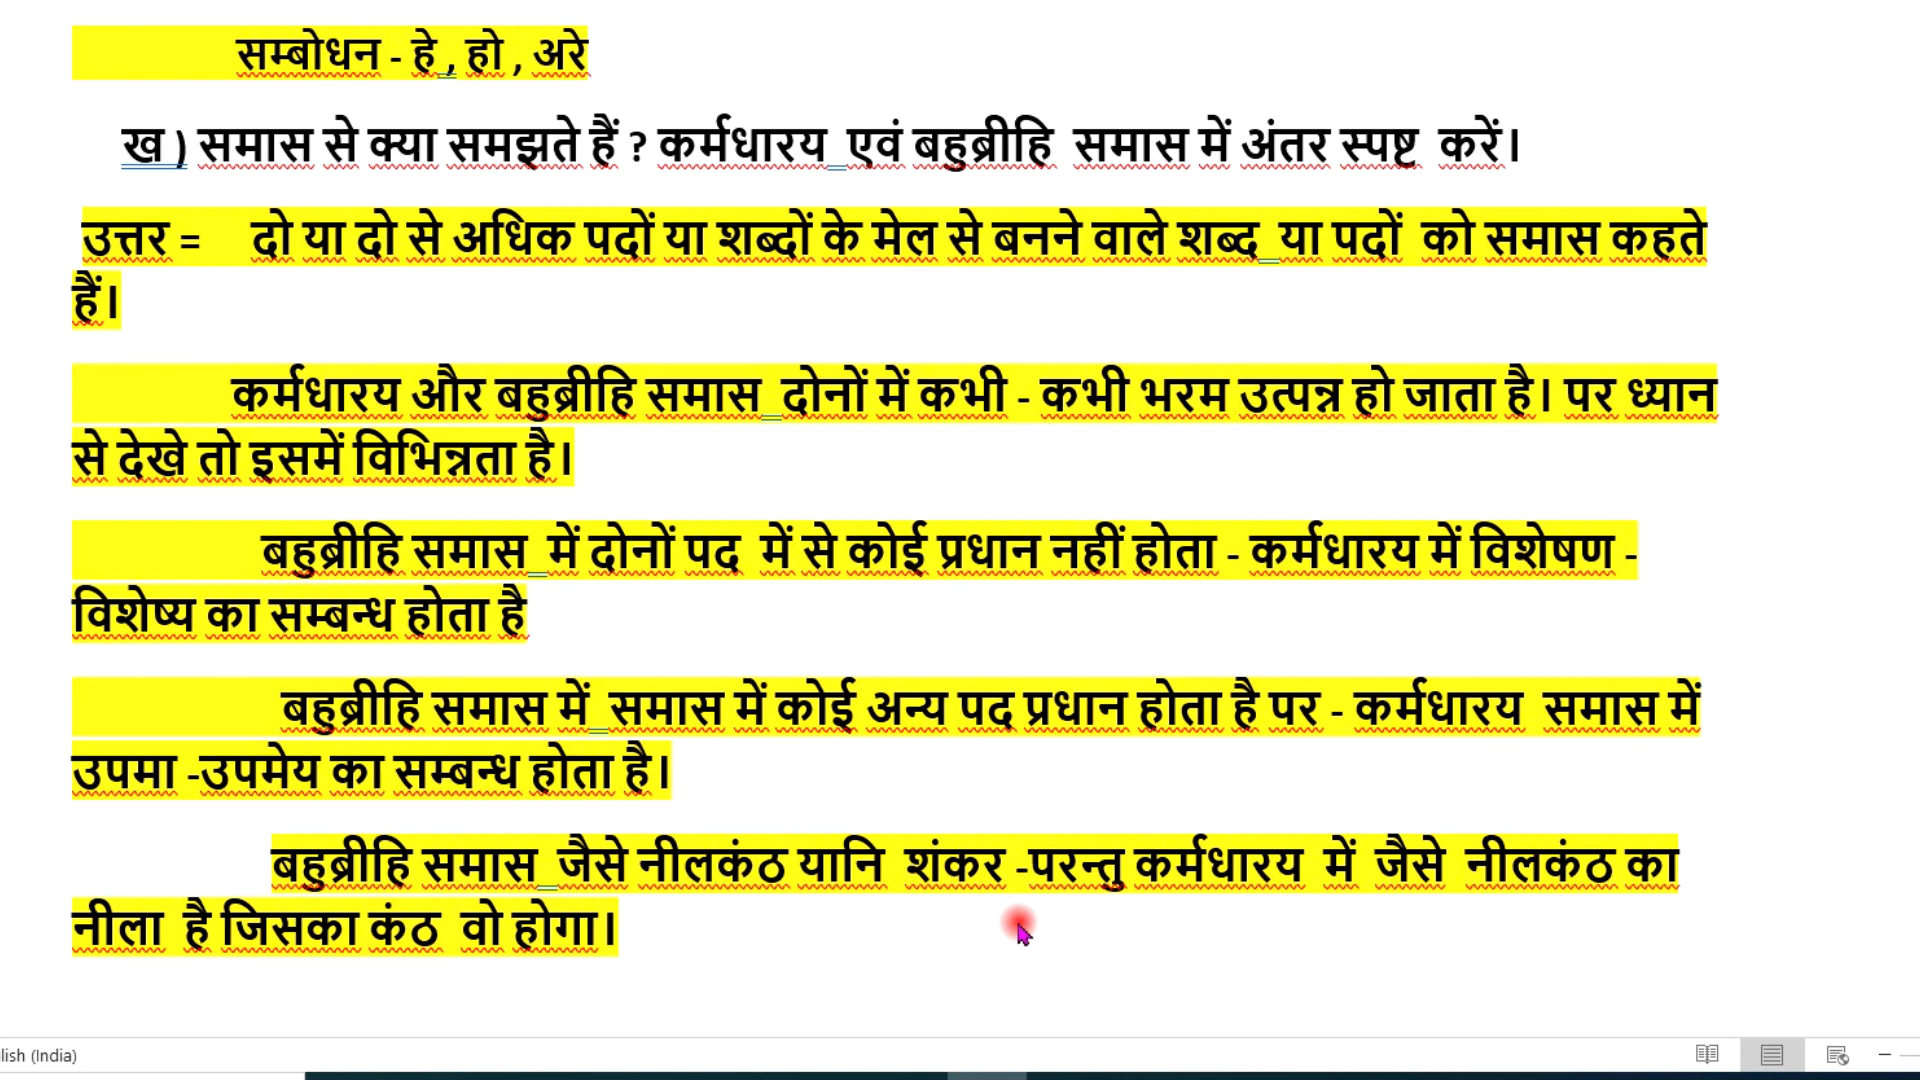 सम्बोधन - हे , हो , अरे
ख ) समास से क्या समझते हैं ? कर्मधारय एवं बहुब्रीहि समास में अंतर स्पष्ट करें।
उत्तर = दो या दो से अधिक पदों या शब्दों के मेल से बनने वाले शब्द या पदों को समास कहते
हैं।
कर्मधारय और बहुब्रीहि समास दोनों में कभी - कभी भरम उत्पन्न हो जाता है। पर ध्यान
से देखे तो इसमें विभिन्नता है।
बहुब्रीहि समास में दोनों पद में से कोई प्रधान नहीं होता - कर्मधारय में विशेषण -
विशेष्य का सम्बन्ध होता है
बहुब्रीहि समास में समास में कोई अन्य पद प्रधान होता है पर - कर्मधारय समास में
उपमा -उपमेय का सम्बन्ध होता है।
बहुब्रीहि समास जैसे नीलकंठ यानि शंकर -परन्तु कर्मधारय में जैसे नीलकंठ का
नीला है जिसका कंठ वो होगा।
lish (India)